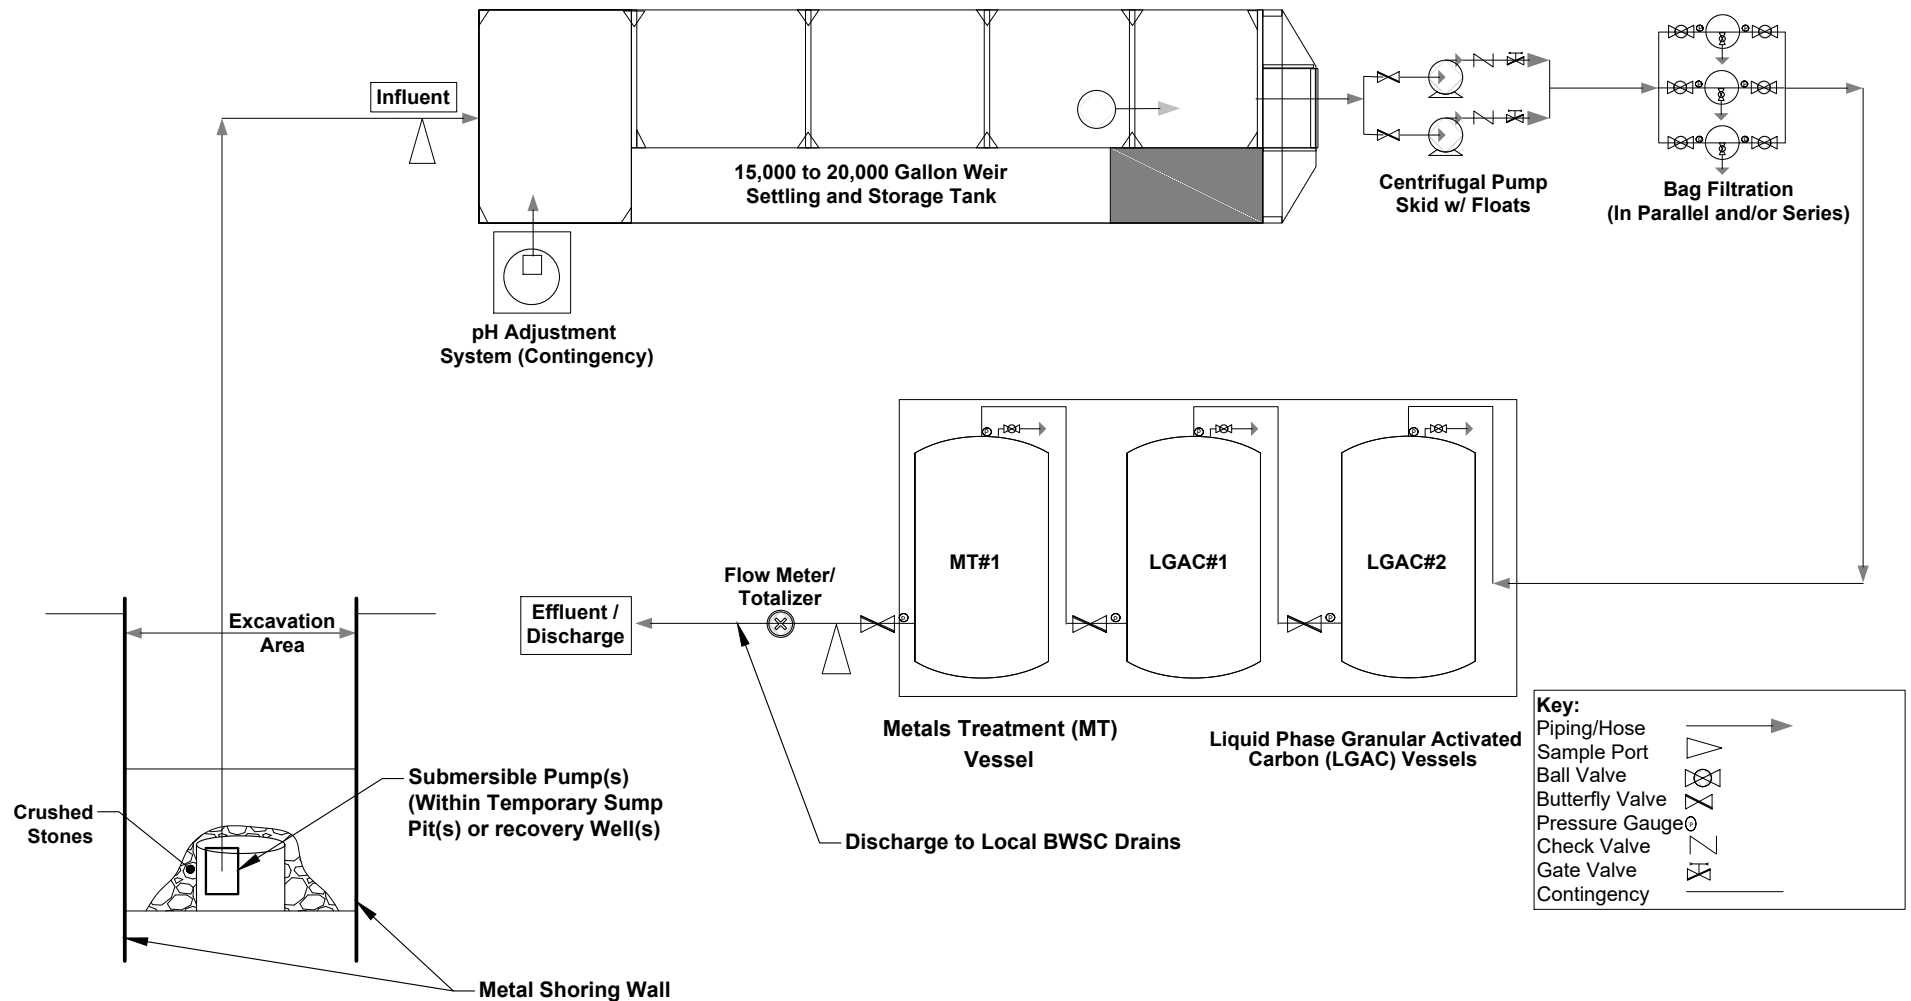 Influent
15,000 to 20,000 Gallon Weir
Settling and Storage Tank
Centrifugal Pump
Skid w/ Floats
Bag Filtration
(In Parallel and/or Series)
pH Adjustment
System (Contingency)
MT#1
LGAC#1
LGAC#2
Flow Meter/
Totalizer
Effluent /
Discharge
Excavation
Area
Metals Treatment (MT)
Vessel
Liquid Phase Granular Activated
Carbon (LGAC) Vessels
Submersible Pump(s)
(Within Temporary Sump
Pit(s) or recovery Well(s)
Crushed
Stones
Discharge to Local BWSC Drains
Metal Shoring Wall
Key:
Piping/Hose
Sample Port
Ball Valve
Butterfly Valve
Pressure Gauge P
Check Valve
Gate Valve
Contingency